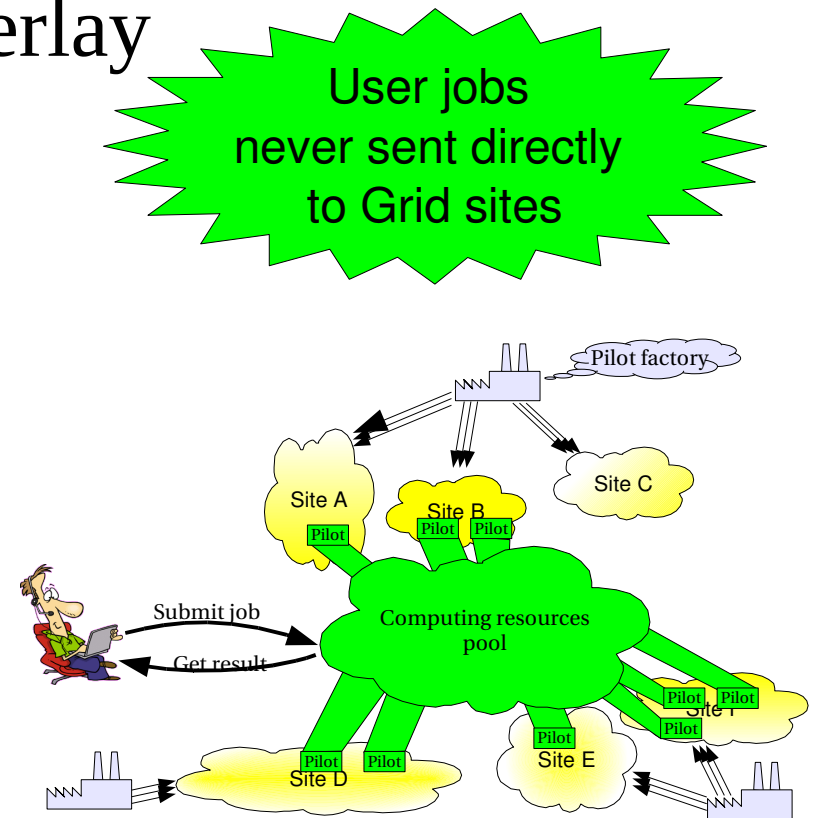 erlay
User jobs
never sent directly
to Grid sites
Pilot factory
Site A
Site B
Site C
Pilot
Pilot
Pilot
Submit job
Get result
Computing resources
pool
Pilot
Pilot
Pilot
Pilot
Pilot
Pilot
Site
Site D
Site E